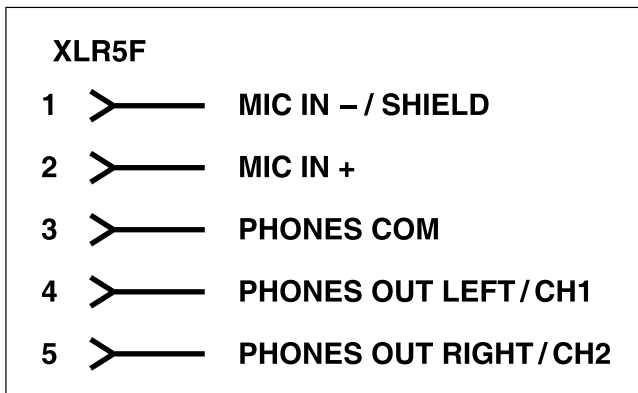 XLR5F
1 MIC IN – / SHIELD
2 MIC IN +
3 PHONES COM
4 PHONES OUT LEFT / CH1
5 PHONES OUT RIGHT / CH2